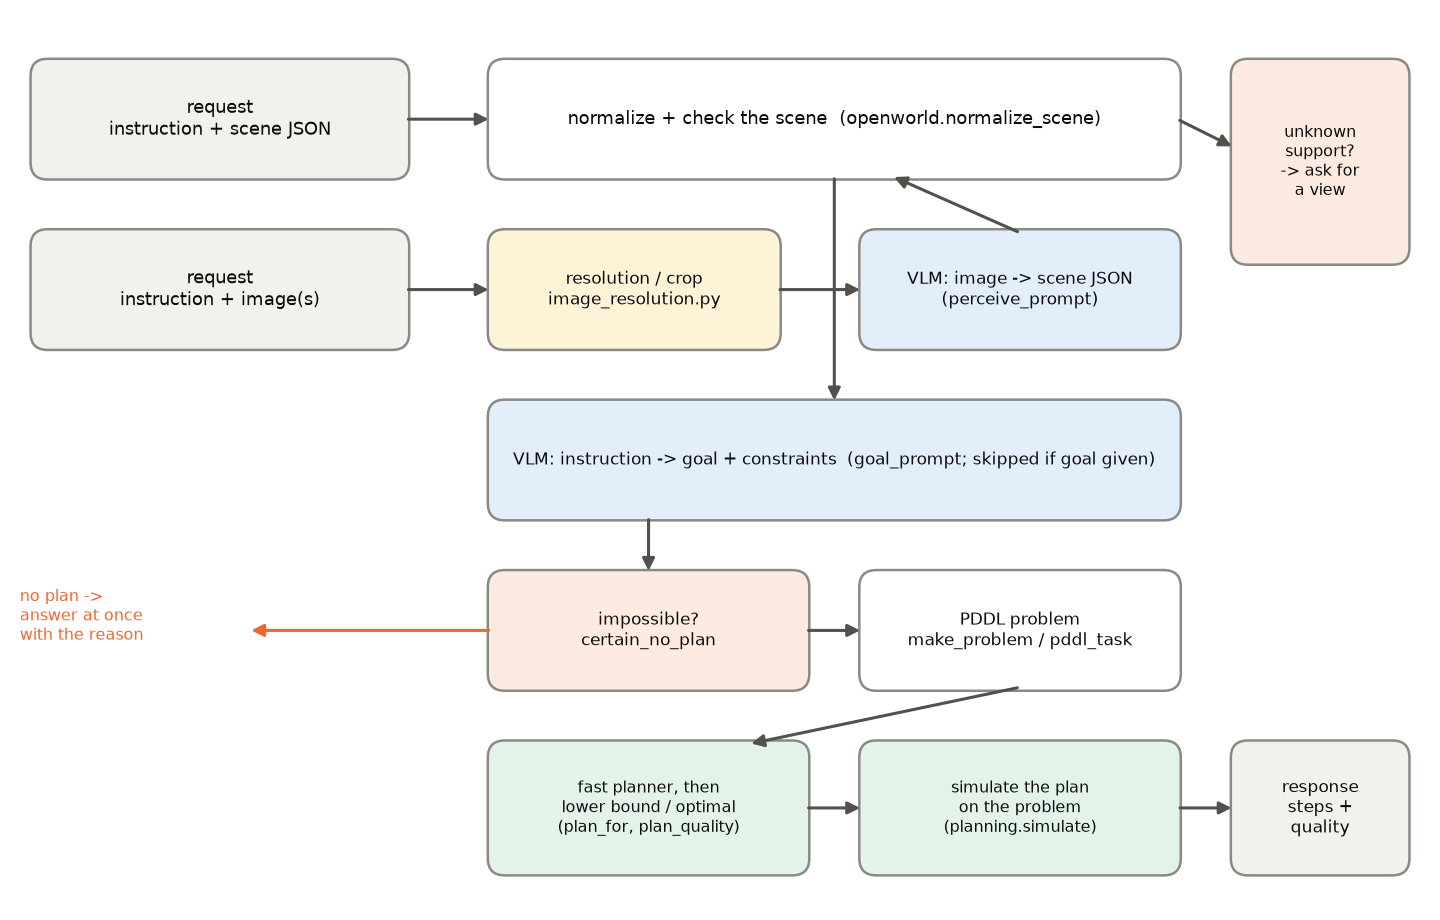 request
instruction + scene JSON
normalize + check the scene  (openworld.normalize_scene)
unknown
support?
-> ask for
a view
request
instruction + image(s)
resolution / crop
image_resolution.py
VLM: image -> scene JSON
(perceive_prompt)
VLM: instruction -> goal + constraints  (goal_prompt; skipped if goal given)
no plan ->
answer at once
with the reason
impossible?
certain_no_plan
PDDL problem
make_problem / pddl_task
fast planner, then
lower bound / optimal
(plan_for, plan_quality)
simulate the plan
on the problem
(planning.simulate)
response
steps +
quality